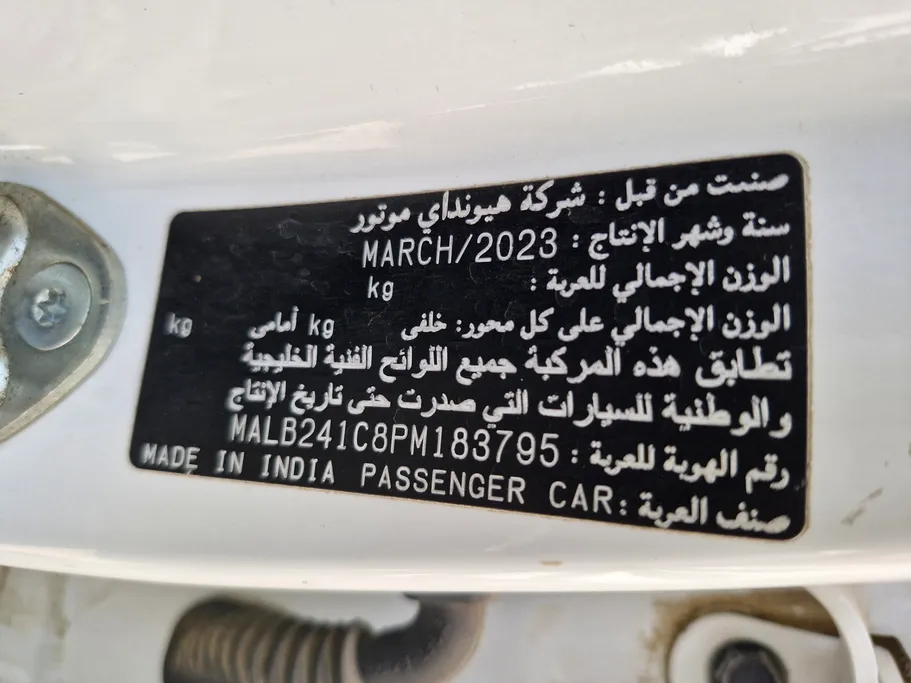 صنعت من قبل : شركة هيونداي موتور
سنة وشهر الإنتاج : MARCH/2023
الوزن الإجمالي للعربة : kg
الوزن الإجمالي على كل محور: خلفى kg أمامى kg
تطابق هذه المركبة جميع اللوائح الفنية الخليجية
والوطنية للسيارات التي صدرت حتى تاريخ الإنتاج
رقم الهوية للعربة : MALB241C8PM183795
صنف العربة : PASSENGER CAR MADE IN INDIA